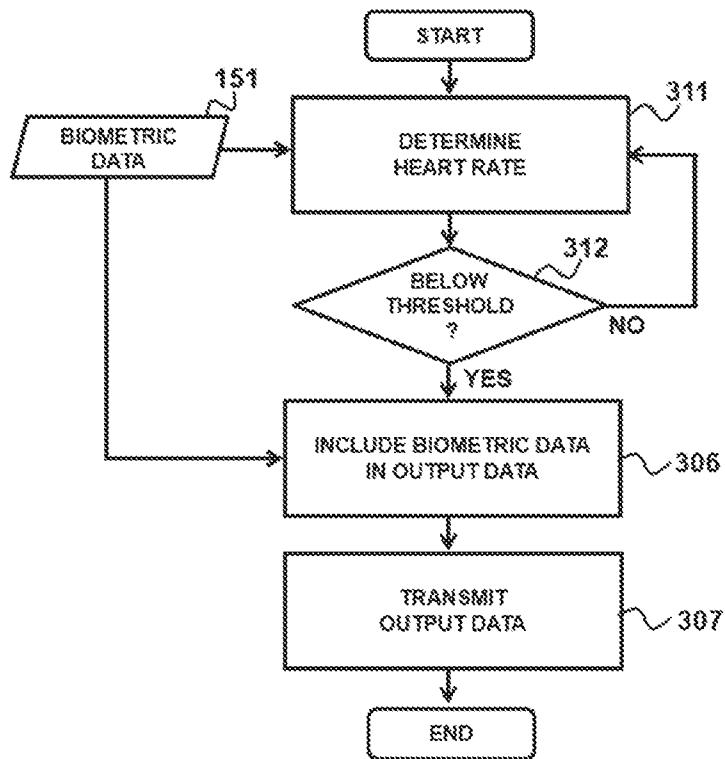 START
151
BIOMETRIC
DATA
311
DETERMINE
HEART RATE
312
BELOW
THRESHOLD
?
NO
YES
INCLUDE BIOMETRIC DATA
IN OUTPUT DATA
306
TRANSMIT
OUTPUT DATA
307
END